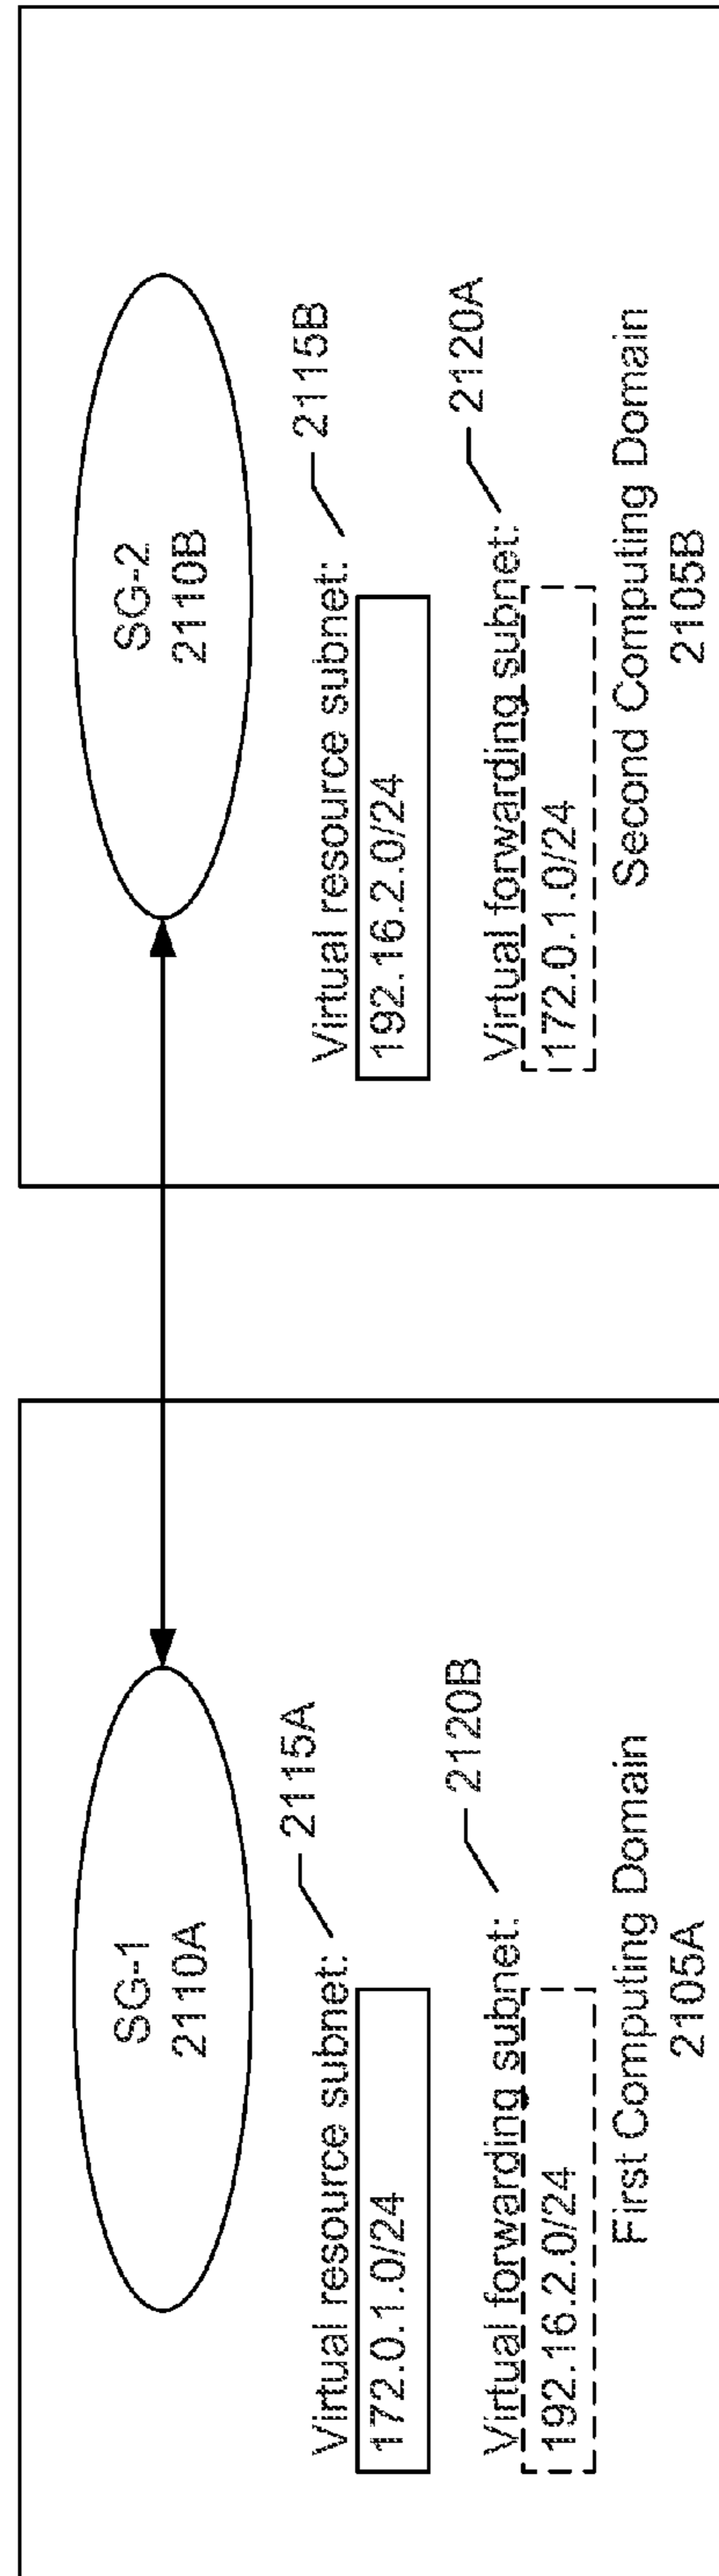 SG-1
2110A
2115A
Virtual resource subnet:
172.0.1.0/24
2120B
Virtual forwarding subnet:
192.16.2.0/24
First Computing Domain
2105A
SG-2
2110B
2115B
Virtual resource subnet:
192.16.2.0/24
2120A
Virtual forwarding subnet:
172.0.1.0/24
Second Computing Domain
2105B